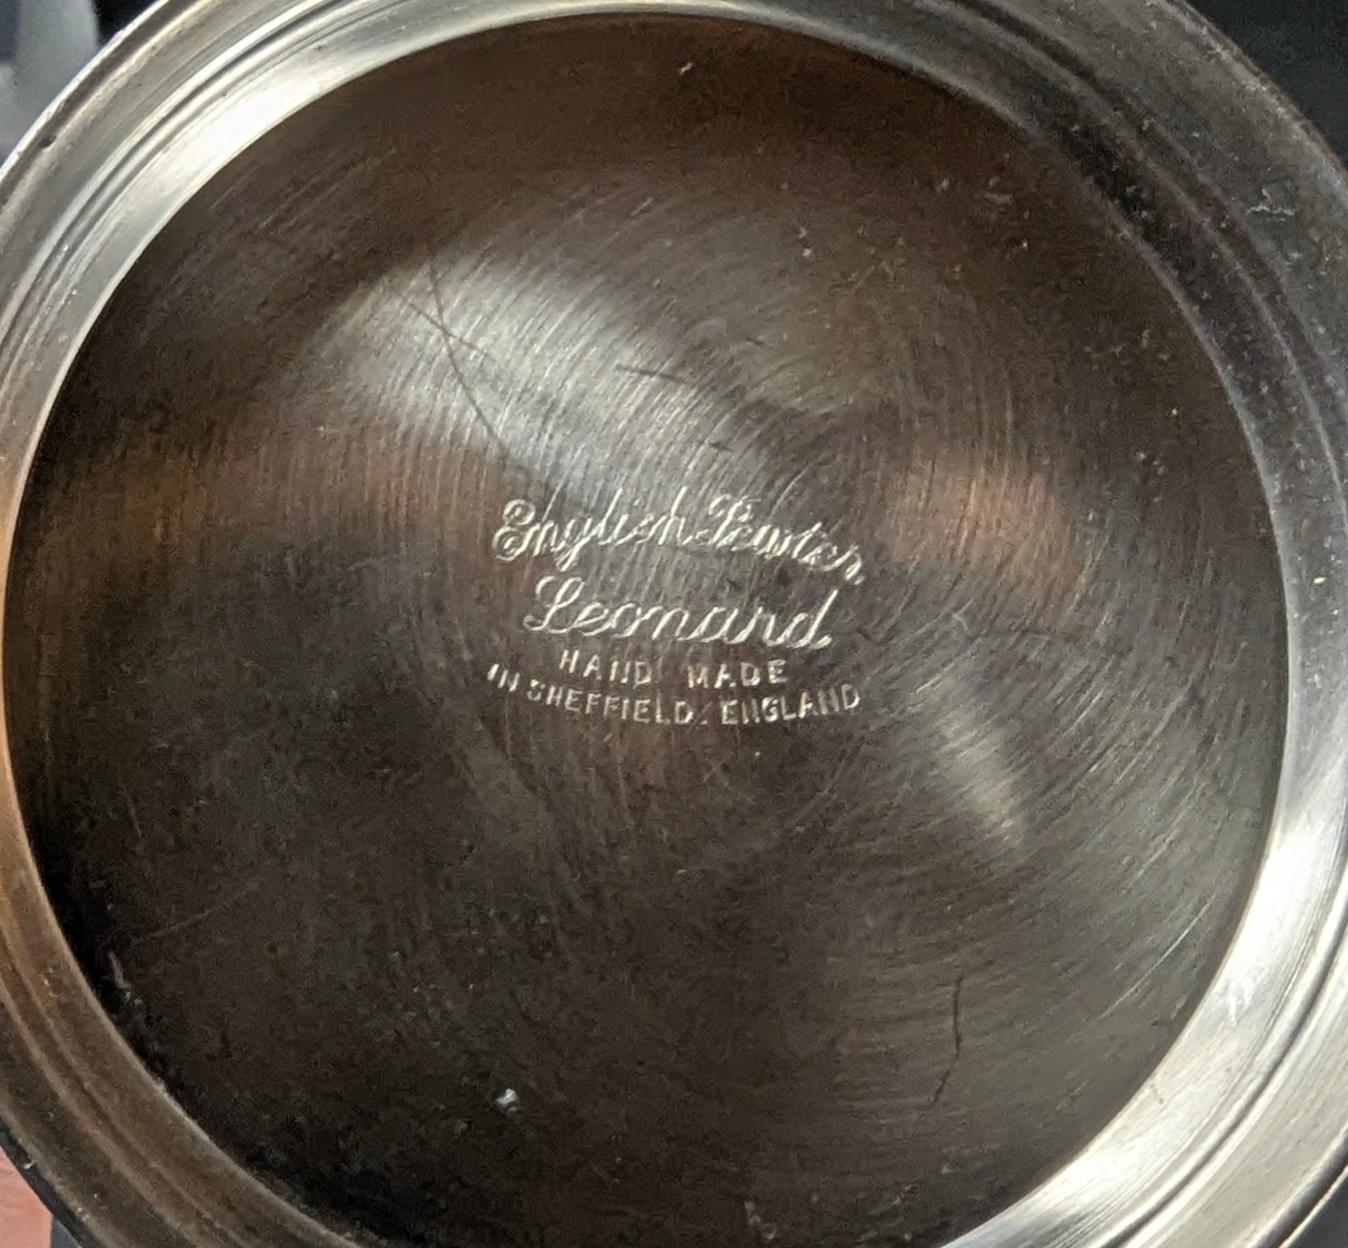 English Pewter
Leonard
HAND MADE
IN SHEFFIELD. ENGLAND